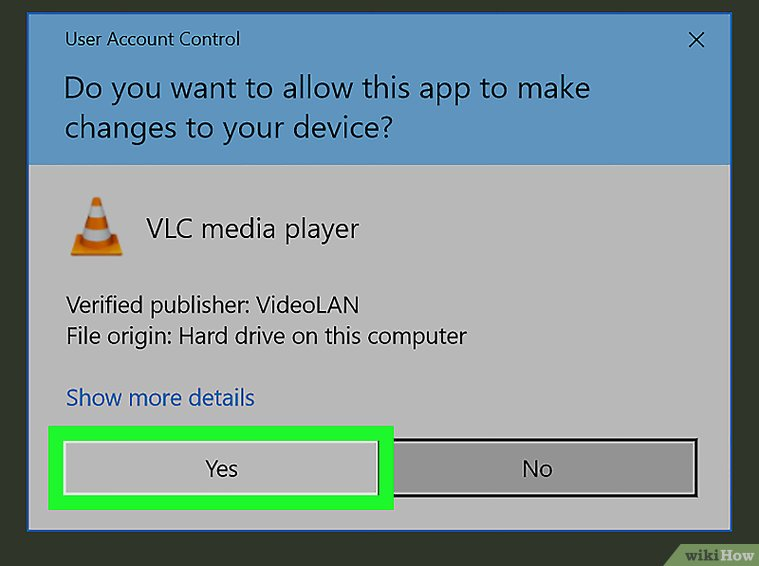 User Account Control
Do you want to allow this app to make
changes to your device?
VLC media player
Verified publisher: VideoLAN
File origin: Hard drive on this computer
Show more details
Yes
No
wikiHow